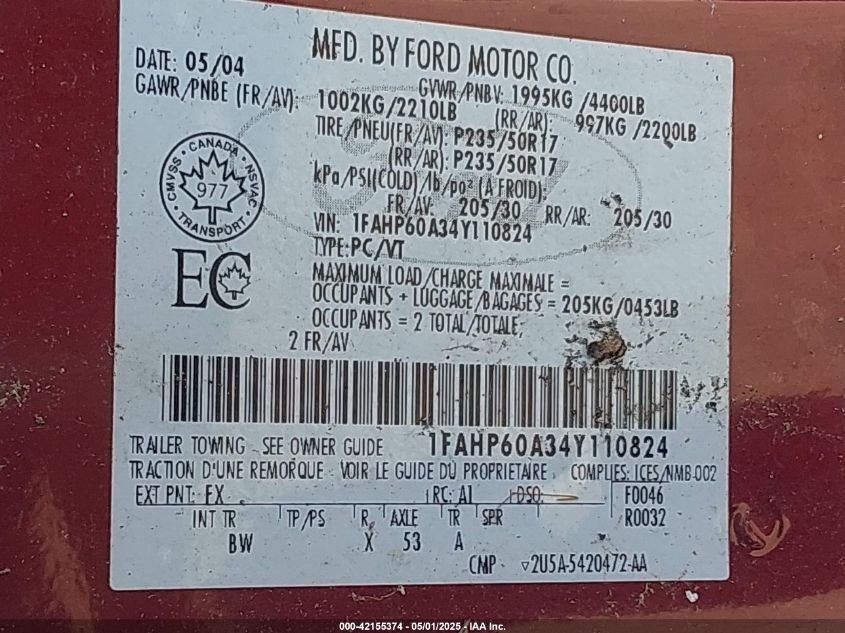 MFD. BY FORD MOTOR CO.
DATE: 05/04
GVWR/PNBV: 1995KG /4400LB
GAWR/PNBE (FR/AV): 1002KG/2210LB (RR/AR): 997KG /2200LB
TIRE/PNEU(FR/AV): P235/50R17
(RR/AR): P235/50R17
kPa/PSI(COLD)/lb/po² (A FROID):
FR/AV: 205/30 RR/AR: 205/30
VIN: 1FAHP60A34Y110824
TYPE:PC/VT
CMVSS · CANADA · NSVAC
977
· TRANSPORT ·
EC
MAXIMUM LOAD/CHARGE MAXIMALE =
OCCUPANTS + LUGGAGE/BAGAGES = 205KG/0453LB
OCCUPANTS = 2 TOTAL/TOTALE;
2 FR/AV
1FAHP60A34Y110824
TRAILER TOWING - SEE OWNER GUIDE
TRACTION D'UNE REMORQUE - VOIR LE GUIDE DU PROPRIETAIRE COMPLIES: ICES/NMB-002
EXT PNT: FX RC: A1 DSO: F0046
INT TR TP/PS R AXLE TR SPR R0032
BW X 53 A
CMP ▽2U5A-5420472-AA
000-42155374 - 05/01/2025 - IAA Inc.